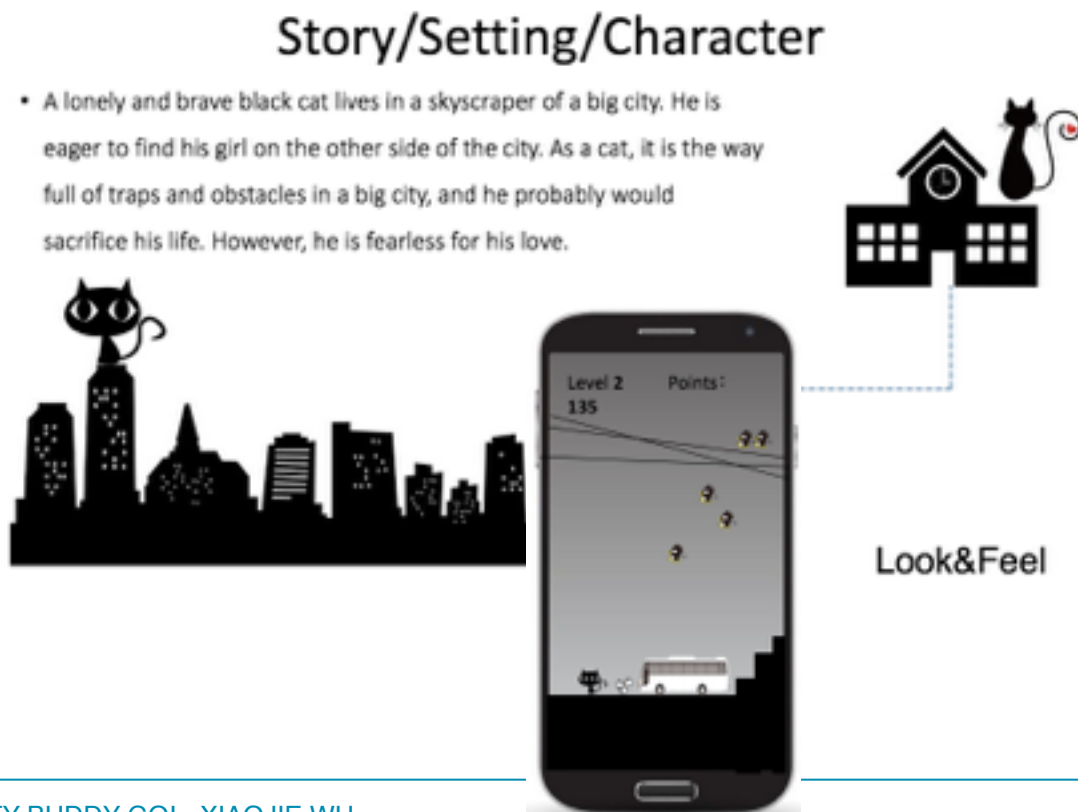 Story/Setting/Character
• A lonely and brave black cat lives in a skyscraper of a big city. He is
eager to find his girl on the other side of the city. As a cat, it is the way
full of traps and obstacles in a big city, and he probably would
sacrifice his life. However, he is fearless for his love.
Level 2 Points:
135
Look&Feel